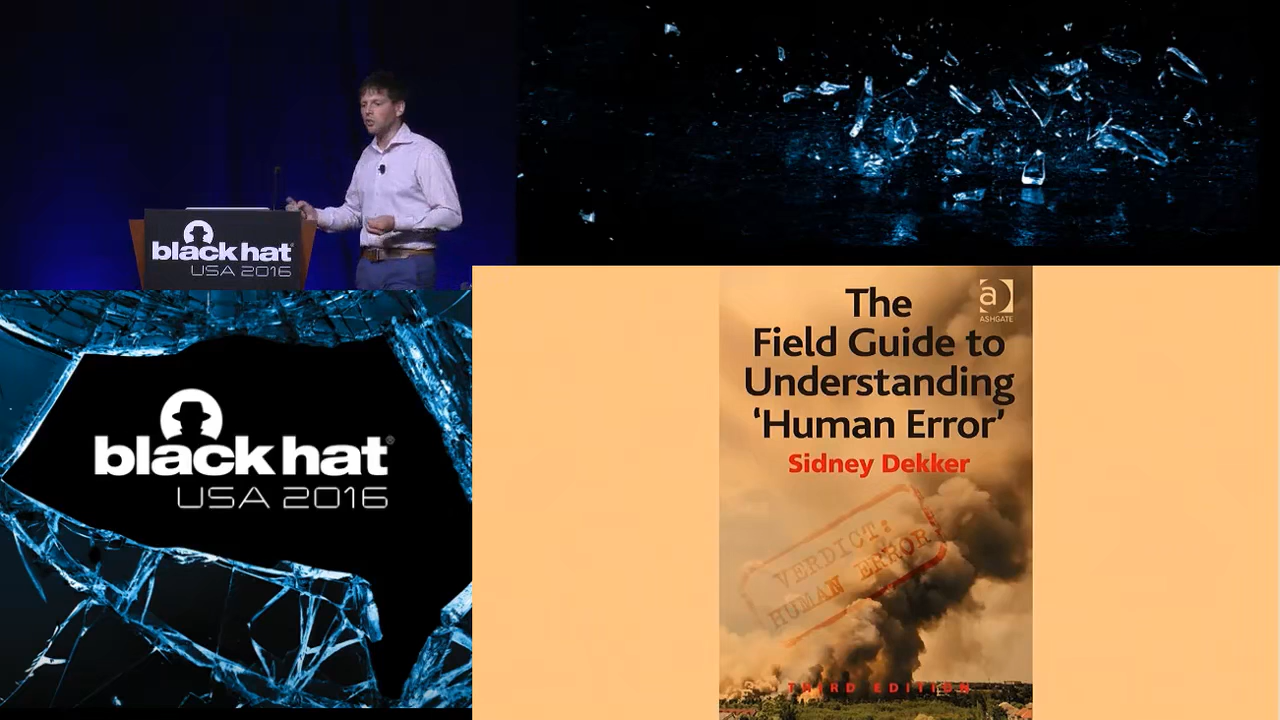 black hat®
USA 2016
black hat®
USA 2016
The
Field Guide to
Understanding
‘Human Error’
Sidney Dekker
a
ASHGATE
VERDICT:
HUMAN ERROR
THIRD EDITION